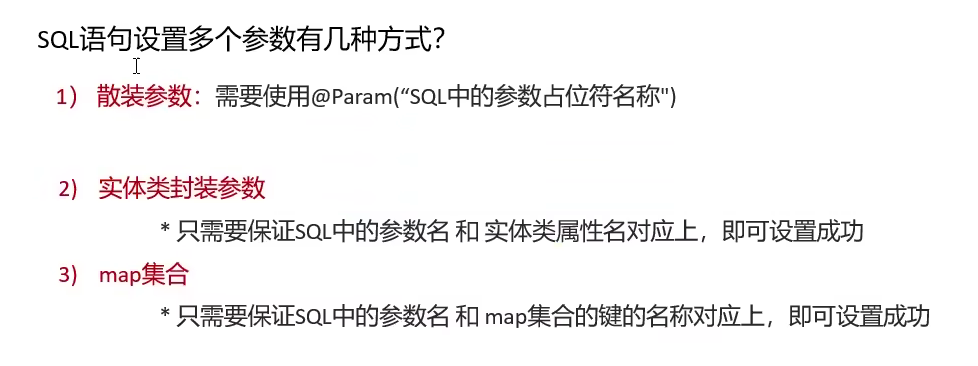 SQL语句设置多个参数有几种方式？
1） 散装参数：需要使用@Param(“SQL中的参数占位符名称")
2) 实体类封装参数
* 只需要保证SQL中的参数名 和 实体类属性名对应上，即可设置成功
3) map集合
* 只需要保证SQL中的参数名 和 map集合的键的名称对应上，即可设置成功